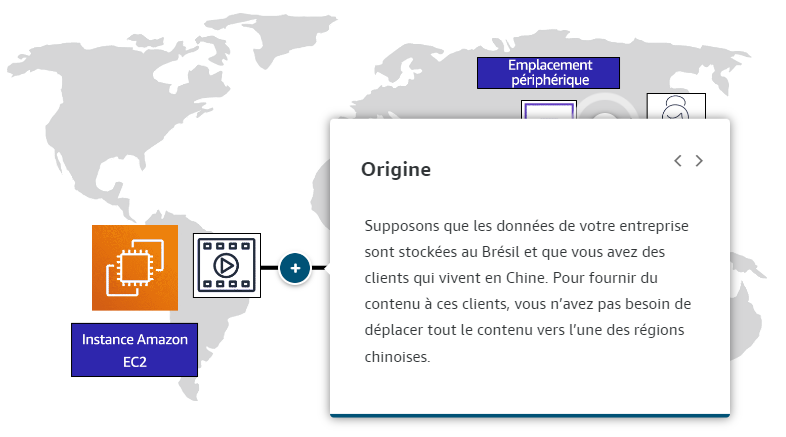 Emplacement
périphérique
Origine
Supposons que les données de votre entreprise
sont stockées au Brésil et que vous avez des
clients qui vivent en Chine. Pour fournir du
contenu à ces clients, vous n’avez pas besoin de
déplacer tout le contenu vers l’une des régions
chinoises.
Instance Amazon
EC2